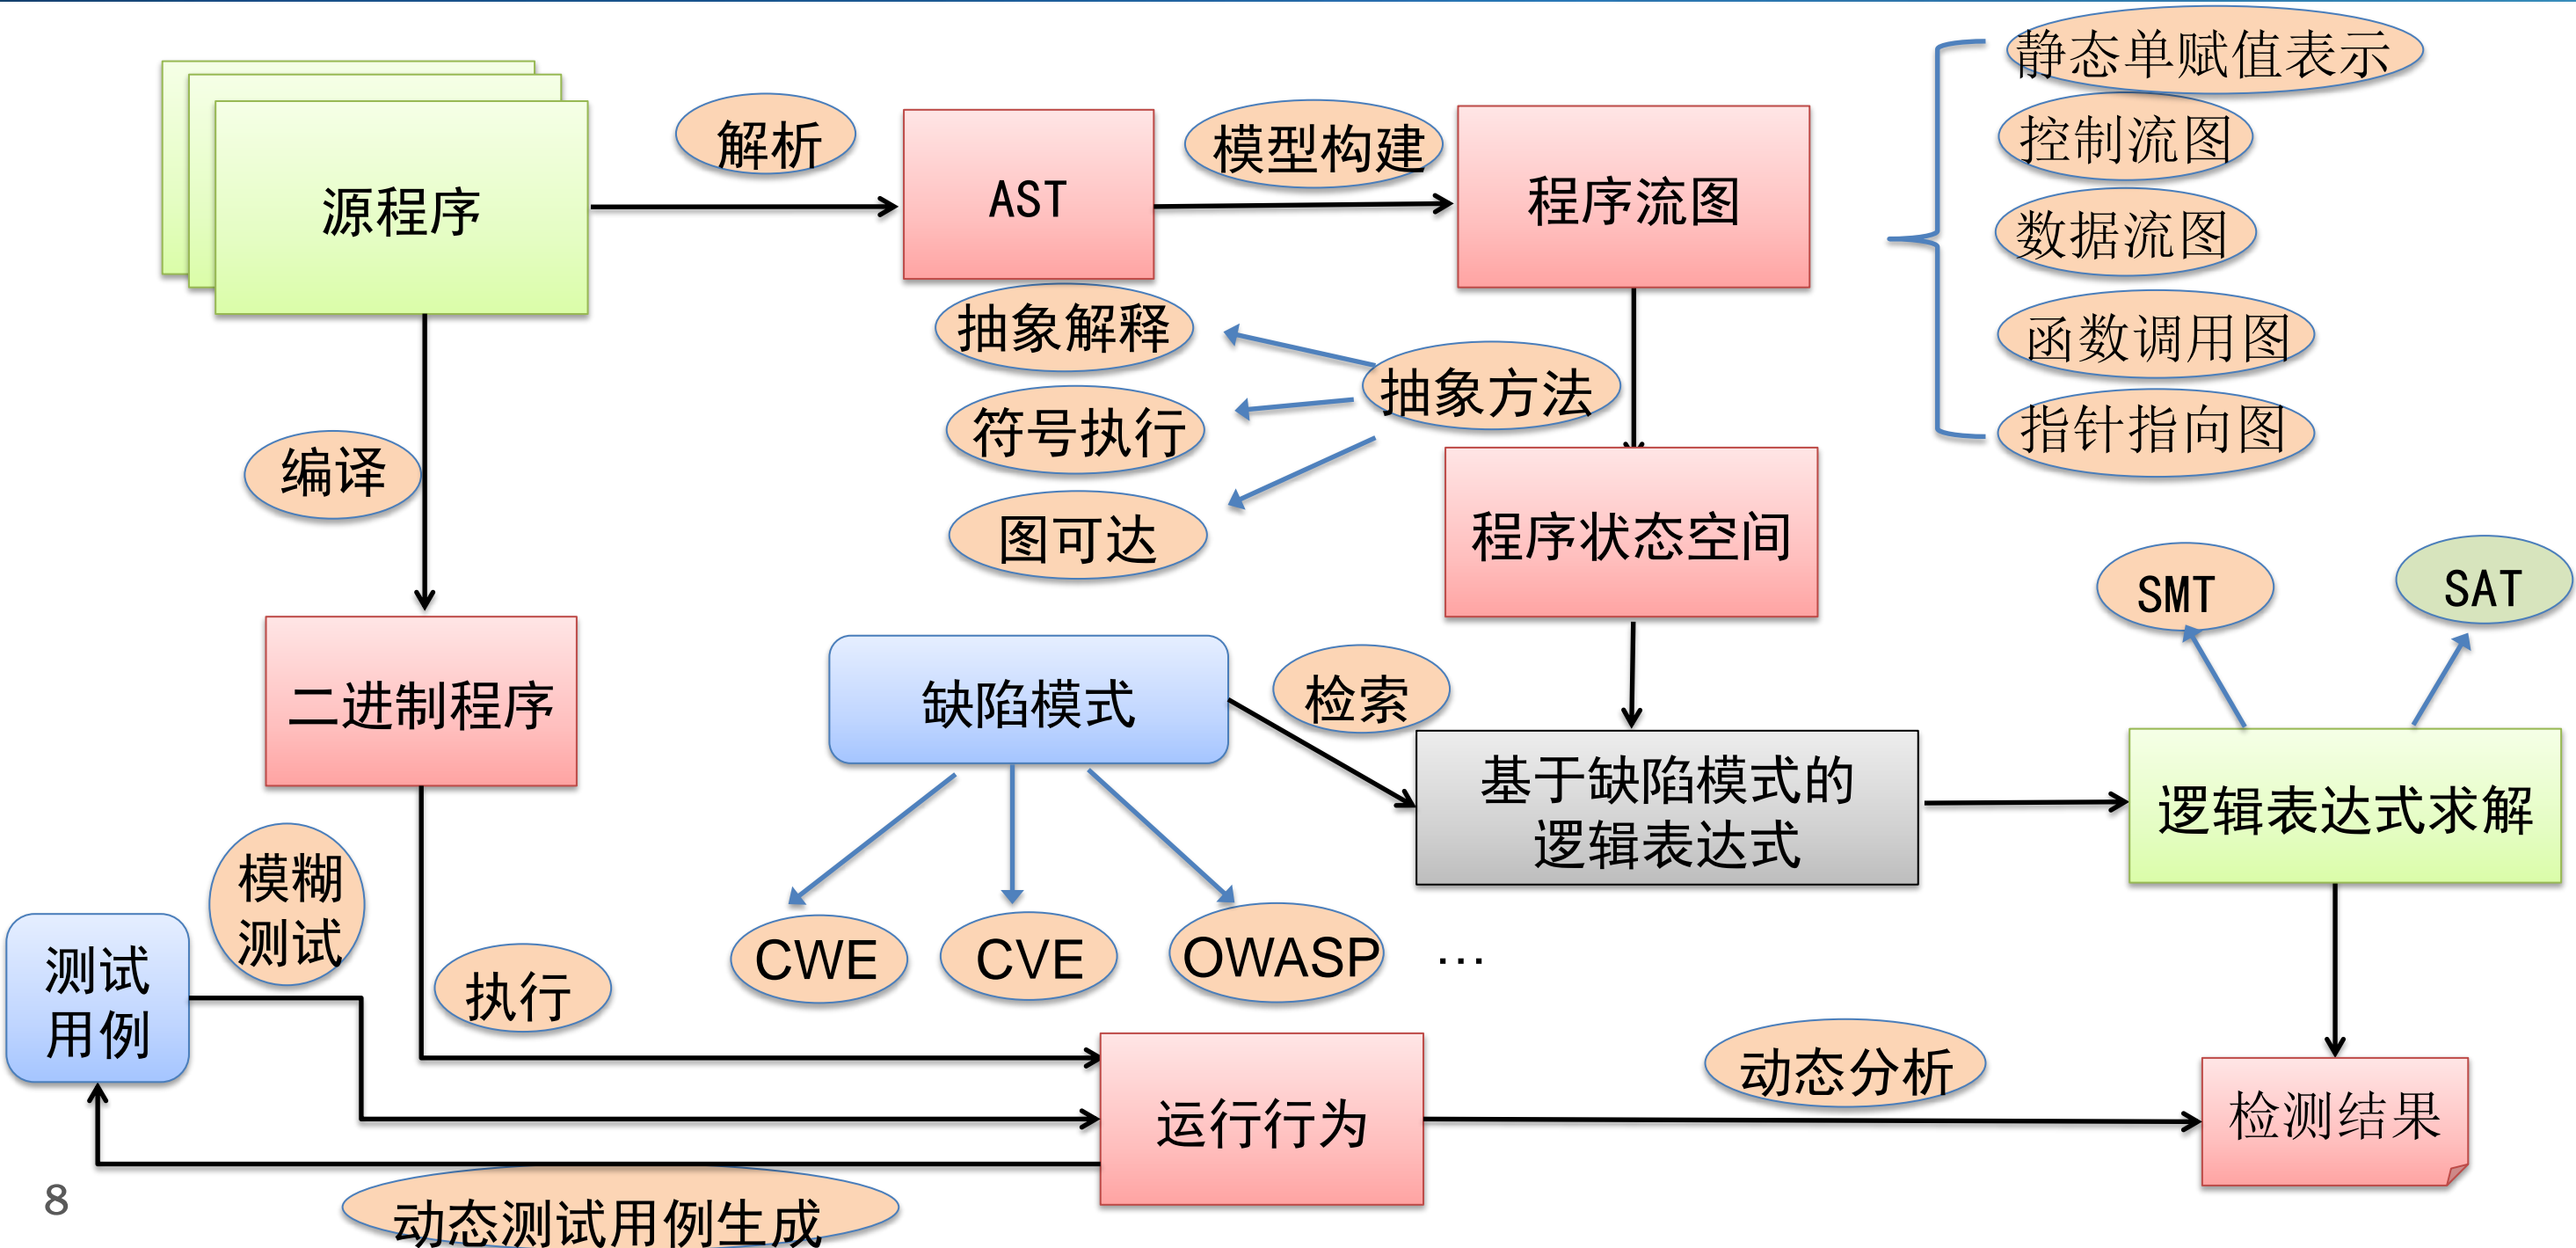 静态单赋值表示
解析
模型构建
控制流图
源程序
AST
程序流图
数据流图
抽象解释
函数调用图
抽象方法
符号执行
指针指向图
编译
图可达
程序状态空间
SMT
SAT
二进制程序
缺陷模式
检索
基于缺陷模式的
逻辑表达式
逻辑表达式求解
模糊
测试
CWE
CVE
OWASP
...
测试
用例
执行
动态分析
运行行为
检测结果
8
动态测试用例生成